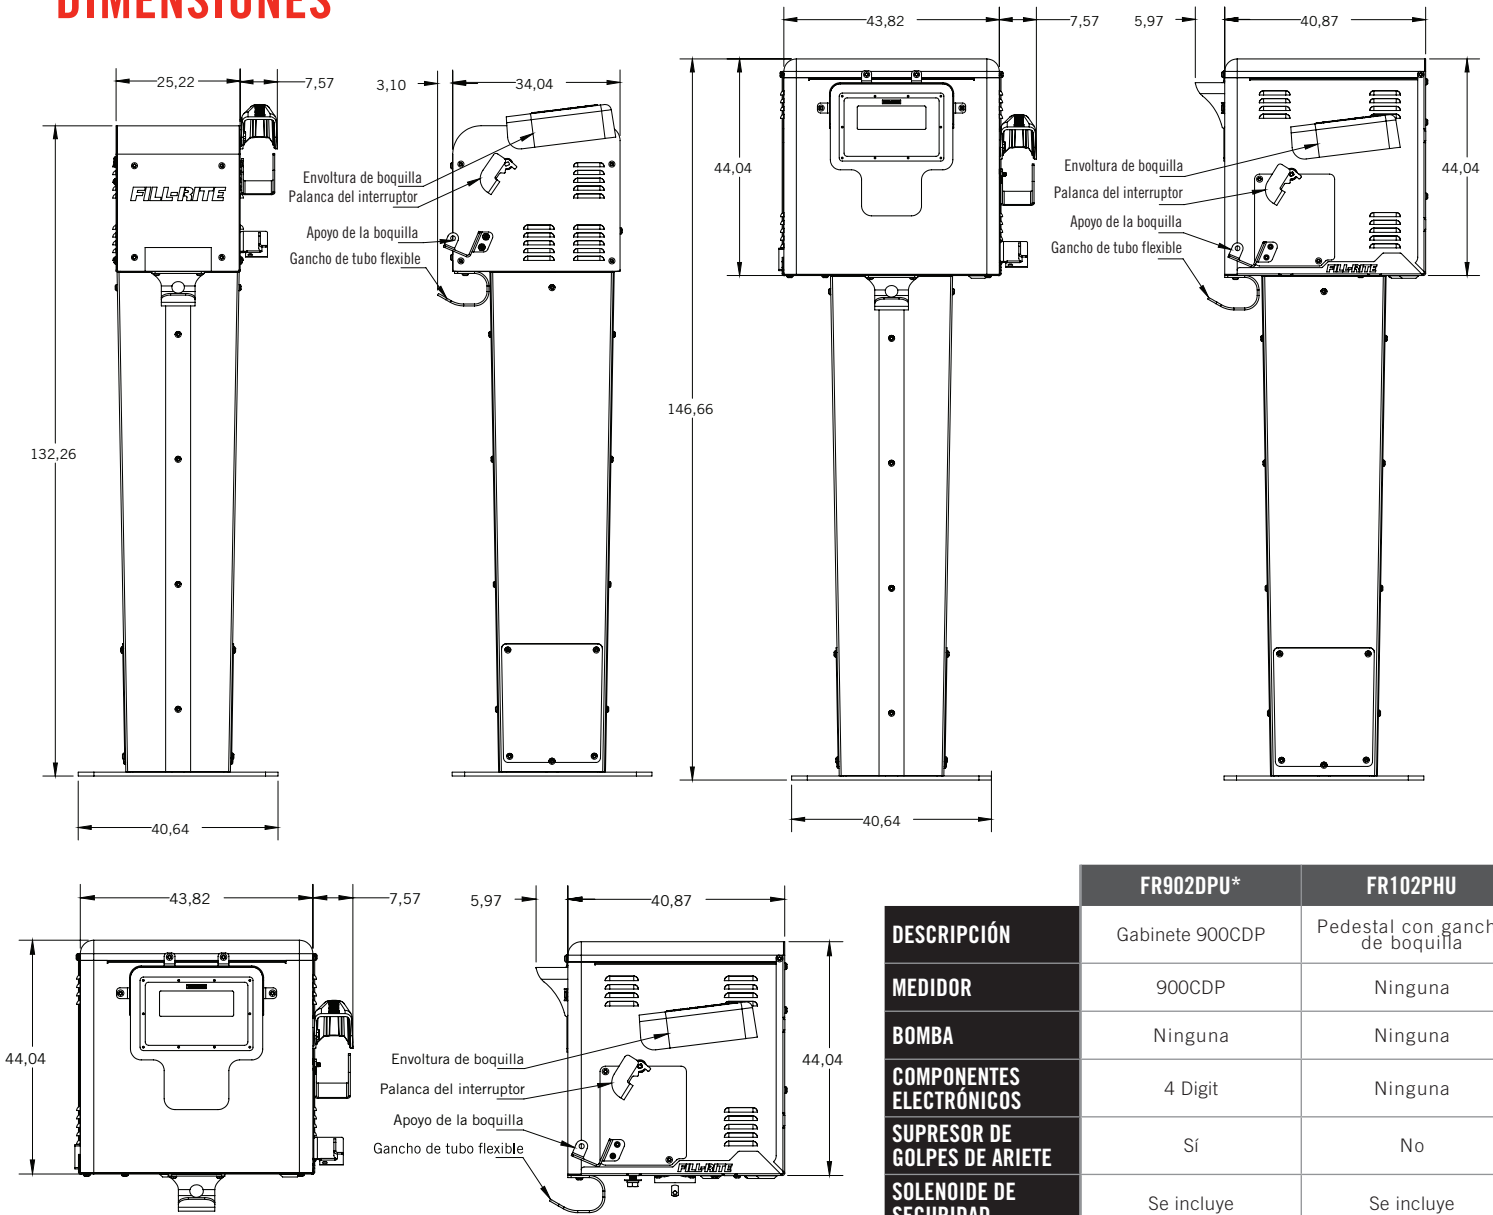 DIMENSIONES
25,22
7,57
3,10
34,04
Envoltura de boquilla
Palanca del interruptor
Apoyo de la boquilla
Gancho de tubo flexible
FILL-RITE
132,26
40,64
43,82
7,57
5,97
40,87
44,04
44,04
Envoltura de boquilla
Palanca del interruptor
Apoyo de la boquilla
Gancho de tubo flexible
FILL-RITE
146,66
40,64
43,82
7,57
5,97
40,87
44,04
44,04
Envoltura de boquilla
Palanca del interruptor
Apoyo de la boquilla
Gancho de tubo flexible
FILL-RITE
FR902DPU* FR102PHU
DESCRIPCIÓN Gabinete 900CDP Pedestal con ganch
de boquilla
MEDIDOR 900CDP Ninguna
BOMBA Ninguna Ninguna
COMPONENTES
ELECTRÓNICOS 4 Digit Ninguna
SUPRESOR DE
GOLPES DE ARIETE Sí No
SOLENOIDE DE
SEGURIDAD Se incluye Se incluye